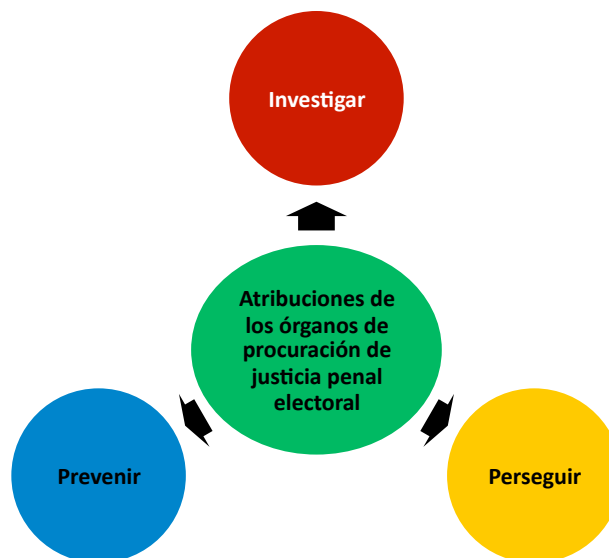 Investigar
Atribuciones de
los órganos de
procuración de
justicia penal
electoral
Prevenir
Perseguir